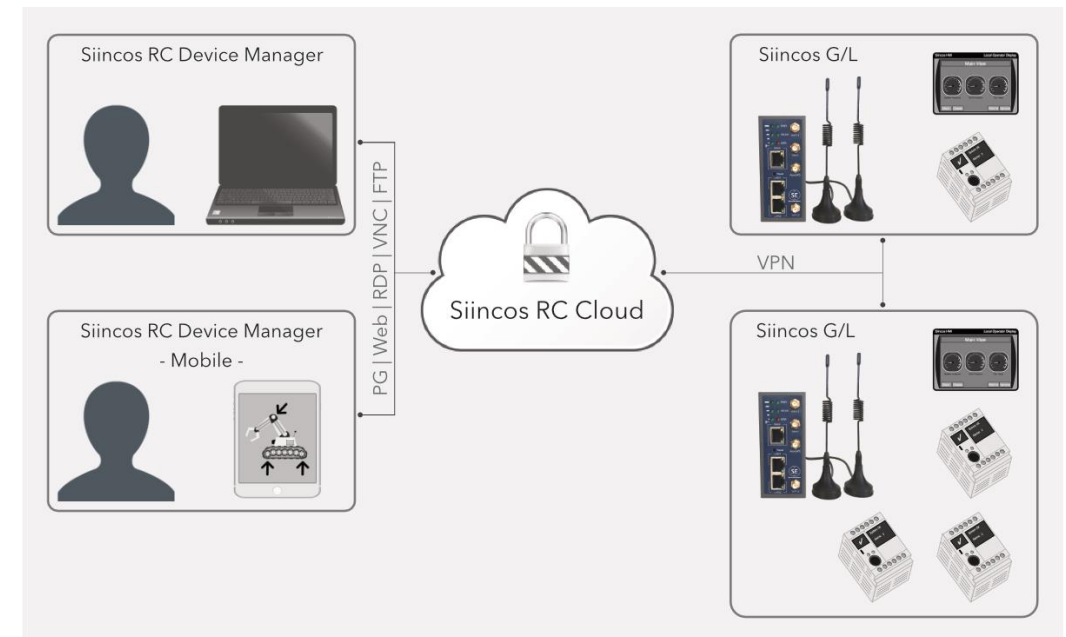 Siincos RC Device Manager
Siincos RC Device Manager
- Mobile -
PG | Web | RDP | VNC | FTP
Siincos RC Cloud
VPN
Siincos G/L
Main View
Siincos G/L
Main View